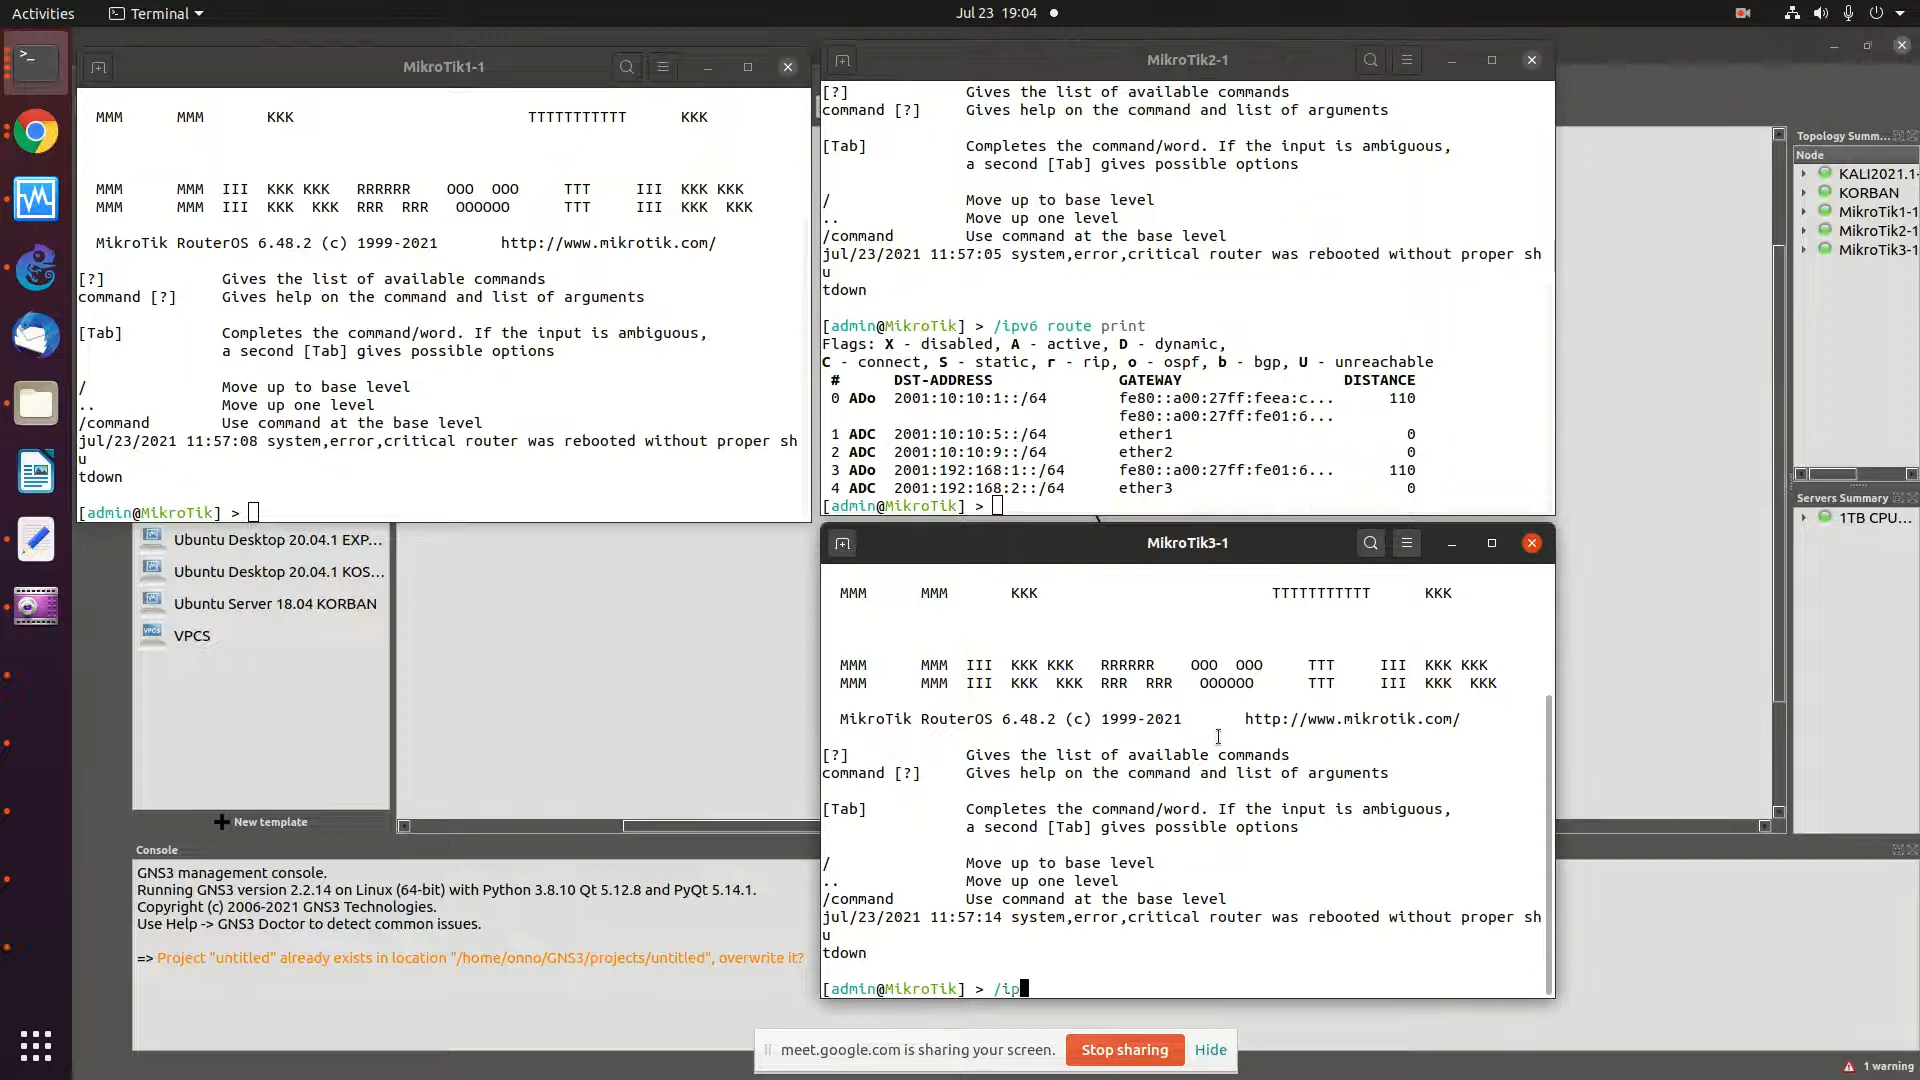 Activities
Terminal
Jul 23 19:04
MikroTik1-1
MMM MMM KKK TTTTTTTTTTT KKK
MMM MMM III KKK KKK RRRRRR OOO OOO TTT III KKK KKK
MMM MMM III KKK KKK RRR RRR OOOOOO TTT III KKK KKK
MikroTik RouterOS 6.48.2 (c) 1999-2021 http://www.mikrotik.com/
[?] Gives the list of available commands
command [?] Gives help on the command and list of arguments
[Tab] Completes the command/word. If the input is ambiguous,
a second [Tab] gives possible options
/ Move up to base level
.. Move up one level
/command Use command at the base level
jul/23/2021 11:57:08 system,error,critical router was rebooted without proper sh
u
tdown
[admin@MikroTik] >
MikroTik2-1
[?] Gives the list of available commands
command [?] Gives help on the command and list of arguments
[Tab] Completes the command/word. If the input is ambiguous,
a second [Tab] gives possible options
/ Move up to base level
.. Move up one level
/command Use command at the base level
jul/23/2021 11:57:05 system,error,critical router was rebooted without proper sh
u
tdown
[admin@MikroTik] > /ipv6 route print
Flags: X - disabled, A - active, D - dynamic,
C - connect, S - static, r - rip, o - ospf, b - bgp, U - unreachable
# DST-ADDRESS GATEWAY DISTANCE
0 ADo 2001:10:10:1::/64 fe80::a00:27ff:feea:c... 110
fe80::a00:27ff:fe01:6...
1 ADC 2001:10:10:5::/64 ether1 0
2 ADC 2001:10:10:9::/64 ether2 0
3 ADo 2001:192:168:1::/64 fe80::a00:27ff:fe01:6... 110
4 ADC 2001:192:168:2::/64 ether3 0
[admin@MikroTik] >
MikroTik3-1
MMM MMM KKK TTTTTTTTTTT KKK
MMM MMM III KKK KKK RRRRRR OOO OOO TTT III KKK KKK
MMM MMM III KKK KKK RRR RRR OOOOOO TTT III KKK KKK
MikroTik RouterOS 6.48.2 (c) 1999-2021 http://www.mikrotik.com/
[?] Gives the list of available commands
command [?] Gives help on the command and list of arguments
[Tab] Completes the command/word. If the input is ambiguous,
a second [Tab] gives possible options
/ Move up to base level
.. Move up one level
/command Use command at the base level
jul/23/2021 11:57:14 system,error,critical router was rebooted without proper sh
u
tdown
[admin@MikroTik] > /ip
Topology Summ...
Node
KALI2021.1-
KORBAN
MikroTik1-1
MikroTik2-1
MikroTik3-1
Servers Summary
1TB CPU...
Ubuntu Desktop 20.04.1 EXP...
Ubuntu Desktop 20.04.1 KOS...
Ubuntu Server 18.04 KORBAN
VPCS
VPCS
New template
Console
GNS3 management console.
Running GNS3 version 2.2.14 on Linux (64-bit) with Python 3.8.10 Qt 5.12.8 and PyQt 5.14.1.
Copyright (c) 2006-2021 GNS3 Technologies.
Use Help -> GNS3 Doctor to detect common issues.
=> Project "untitled" already exists in location "/home/onno/GNS3/projects/untitled", overwrite it?
meet.google.com is sharing your screen.
Stop sharing
Hide
1 warning